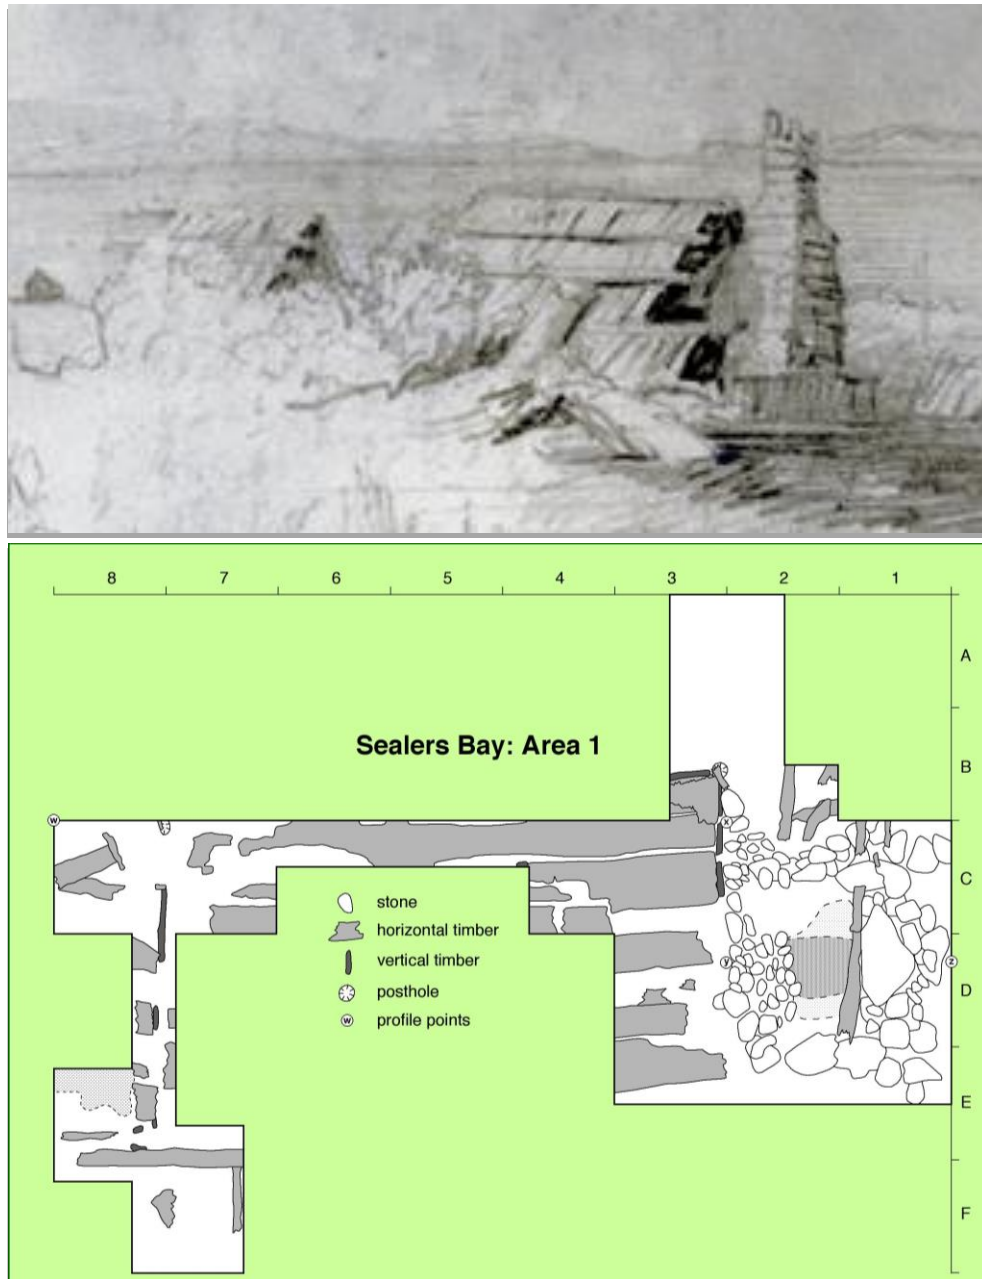 8 7 6 5 4 3 2 1
A
Sealers Bay: Area 1
B
w
x
C
stone
horizontal timber
vertical timber
y
z
D
posthole
w profile points
E
F